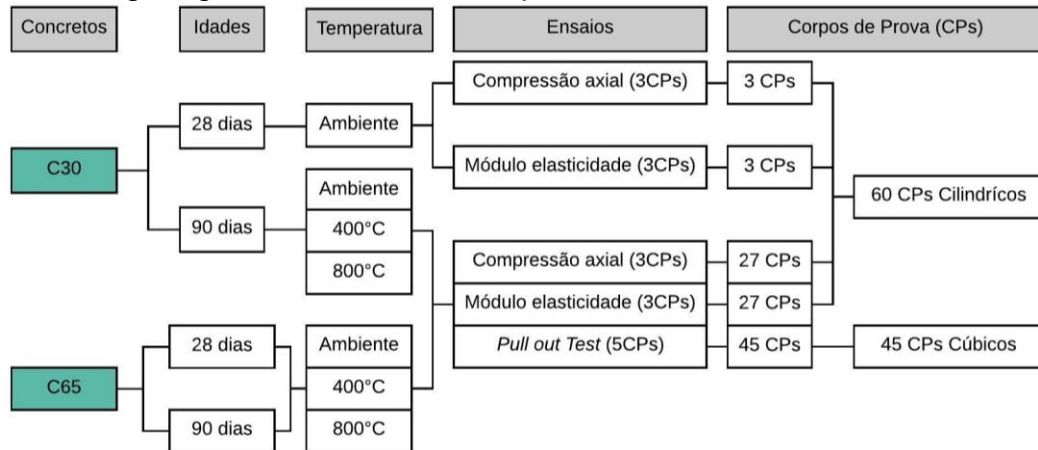 Concretos
Idades
Temperatura
Ensaios
Corpos de Prova (CPs)
Compressão axial (3CPs)
3 CPs
28 dias
Ambiente
C30
Módulo elasticidade (3CPs)
3 CPs
Ambiente
60 CPs Cilindrícos
90 dias
400°C
800°C
Compressão axial (3CPs)
27 CPs
Módulo elasticidade (3CPs)
27 CPs
28 dias
Ambiente
Pull out Test (5CPs)
45 CPs
45 CPs Cúbicos
C65
400°C
90 dias
800°C